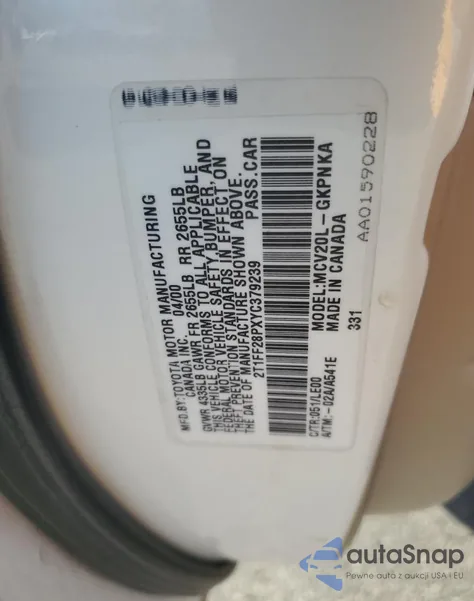 MFD.BY:TOYOTA MOTOR MANUFACTURING
CANADA INC. 04/00
GVWR 4335LB GAWR FR 2655LB RR 2655LB
THIS VEHICLE CONFORMS TO ALL APPLICABLE
FEDERAL MOTOR VEHICLE SAFETY, BUMPER, AND
THEFT PREVENTION STANDARDS IN EFFECT ON
THE DATE OF MANUFACTURE SHOWN ABOVE.
2T1FF28PXYC379239 PASS.CAR
C/TR:051/LE00 MODEL:MCV20L-GKPNKA
A/TM:-02A/A541E MADE IN CANADA
331
AA01590228
autoSnap
Pewne auta z aukcji USA i EU